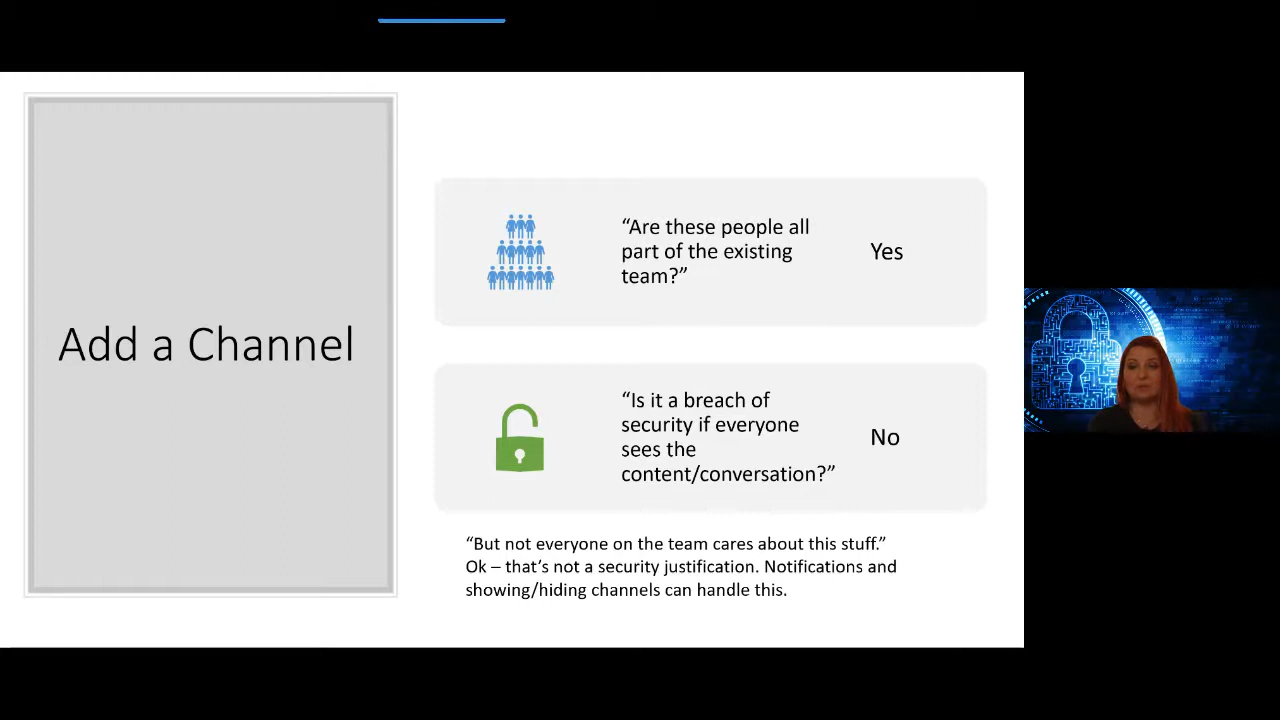 Add a Channel
“Are these people all
part of the existing
team?”
Yes
“Is it a breach of
security if everyone
sees the
content/conversation?”
No
“But not everyone on the team cares about this stuff.”
Ok – that’s not a security justification. Notifications and
showing/hiding channels can handle this.